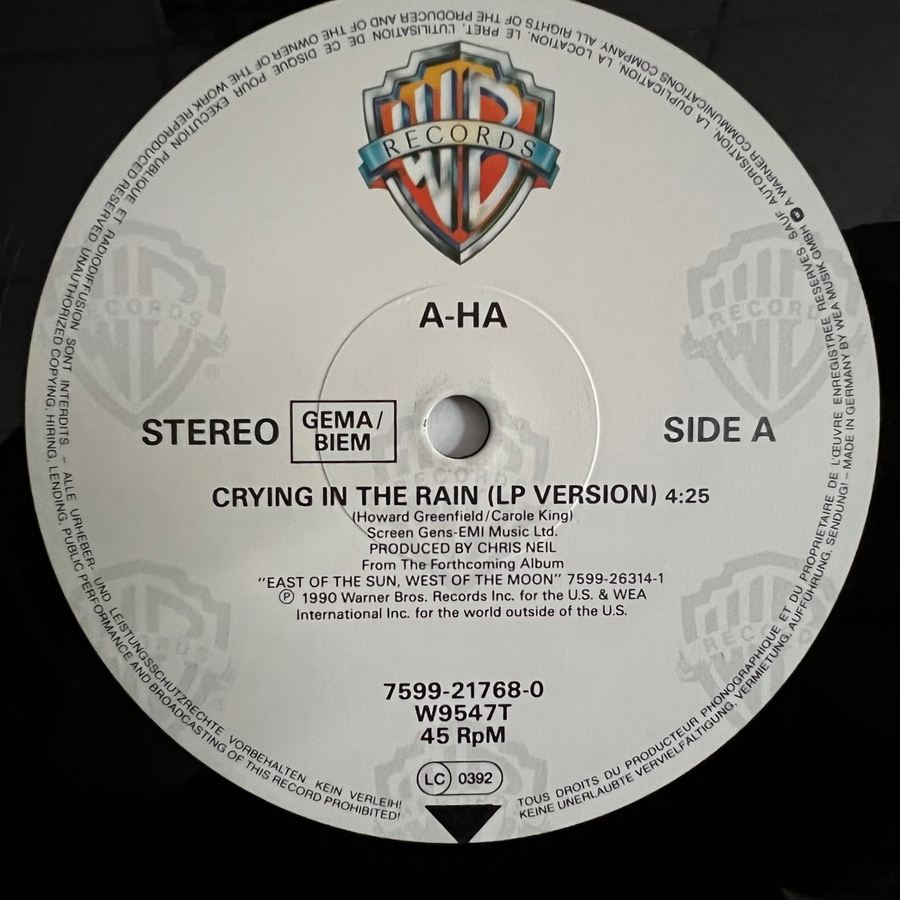 WB
RECORDS
A-HA
STEREO
GEMA/
BIEM
SIDE A
CRYING IN THE RAIN (LP VERSION) 4:25
(Howard Greenfield/Carole King)
Screen Gens-EMI Music Ltd.
PRODUCED BY CHRIS NEIL
From The Forthcoming Album
"EAST OF THE SUN, WEST OF THE MOON" 7599-26314-1
Ⓟ 1990 Warner Bros. Records Inc. for the U.S. & WEA
International Inc. for the world outside of the U.S.
7599-21768-0
W9547T
45 RpM
LC 0392
TOUS DROITS DU PRODUCTEUR PHONOGRAPHIQUE ET DU PROPRIETAIRE DE L'ŒUVRE ENREGISTREE RESERVES. SAUF AUTORISATION, LA DUPLICATION, LA LOCATION, LE PRET, L'UTILISATION DE CE DISQUE POUR EXECUTION PUBLIQUE ET RADIODIFFUSION SONT INTERDITS – ALLE URHEBER- UND LEISTUNGSSCHUTZRECHTE VORBEHALTEN KEIN VERLEIH!
KEINE UNERLAUBTE VERVIELFÄLTIGUNG, VERMIETUNG, AUFFÜHRUNG, SENDUNG! – MADE IN GERMANY BY WEA MUSIK GMBH A WARNER COMMUNICATIONS COMPANY ALL RIGHTS OF THE PRODUCER AND OF THE OWNER OF THE WORK REPRODUCED RESERVED UNAUTHORIZED COPYING, HIRING, LENDING, PUBLIC PERFORMANCE AND BROADCASTING OF THIS RECORD PROHIBITED!